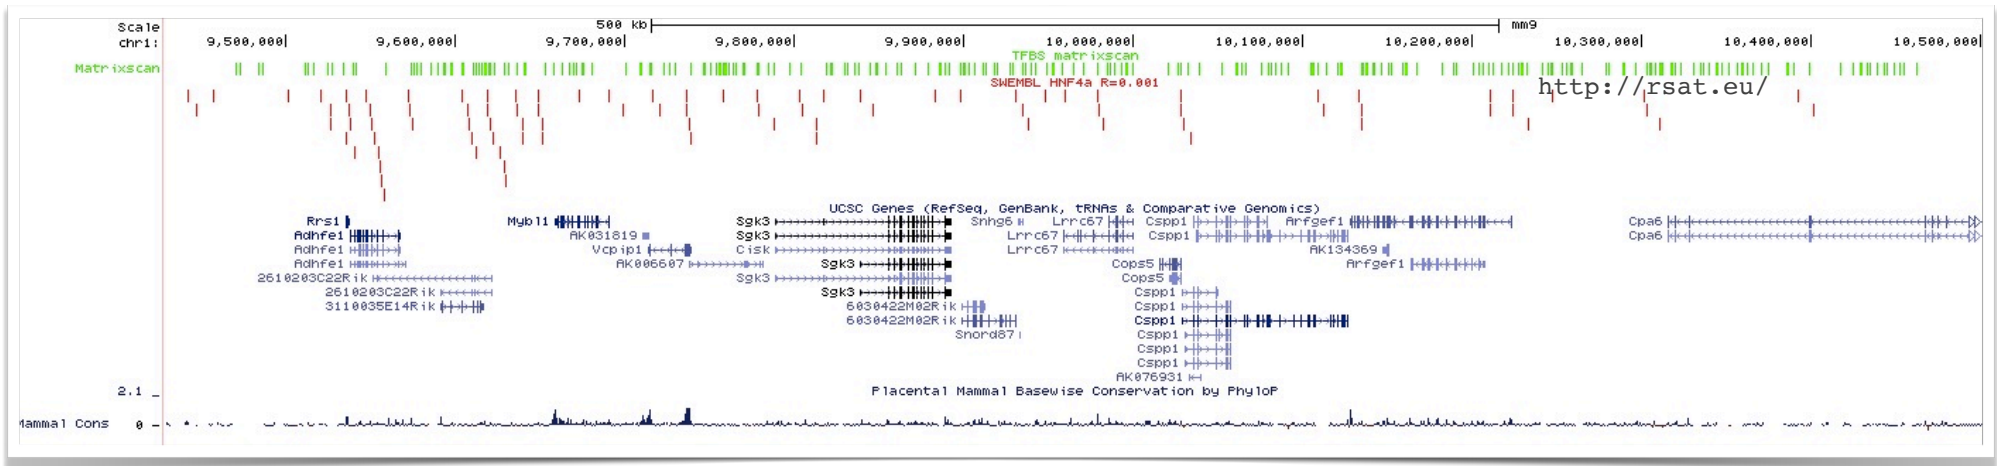 Scale 500 kb mm9
chr1: 9,500,000 9,600,000 9,700,000 9,800,000 9,900,000 10,000,000 10,100,000 10,200,000 10,300,000 10,400,000 10,500,000
TFBS matrixscan
Matrixscan
SWEMBL HNF4a R=0.001
http://rsat.eu/
UCSC Genes (RefSeq, GenBank, tRNAs & Comparative Genomics)
Rrs1 Mybl1 Sgk3 Snhg6 Lrrc67 Cspp1 Arfgef1 Cpa6
Adhfe1 AK031819 Sgk3 Lrrc67 Cspp1 Cpa6
Adhfe1 Vcpip1 Cisk Lrrc67 AK134369
Adhfe1 AK006607 Sgk3 Cops5 Arfgef1
2610203C22Rik Sgk3 Cops5
2610203C22Rik Sgk3 Cspp1
3110035E14Rik 6030422M02Rik Cspp1
6030422M02Rik Cspp1
Snord87 Cspp1
Cspp1
Cspp1
AK076931
2.1 Placental Mammal Basewise Conservation by PhyloP
Mammal Cons 0